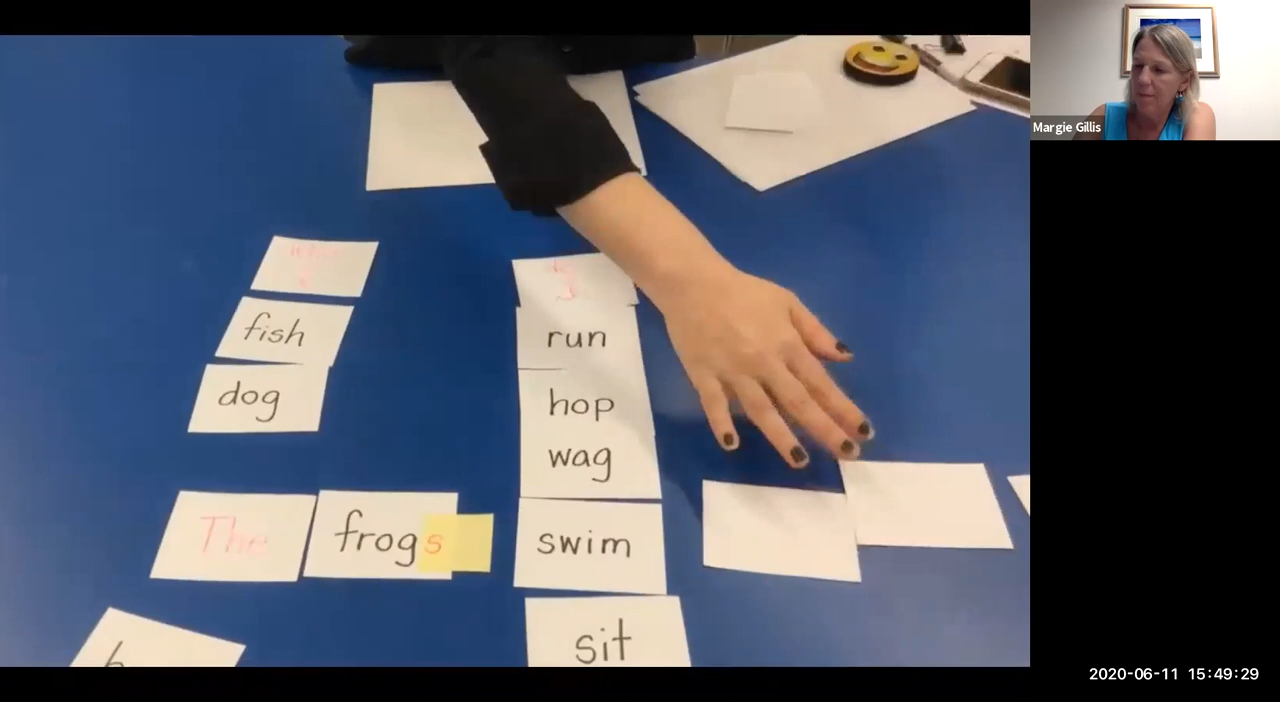 Margie Gillis
fish
dog
run
hop
wag
The frogs
swim
sit
2020-06-11 15:49:29